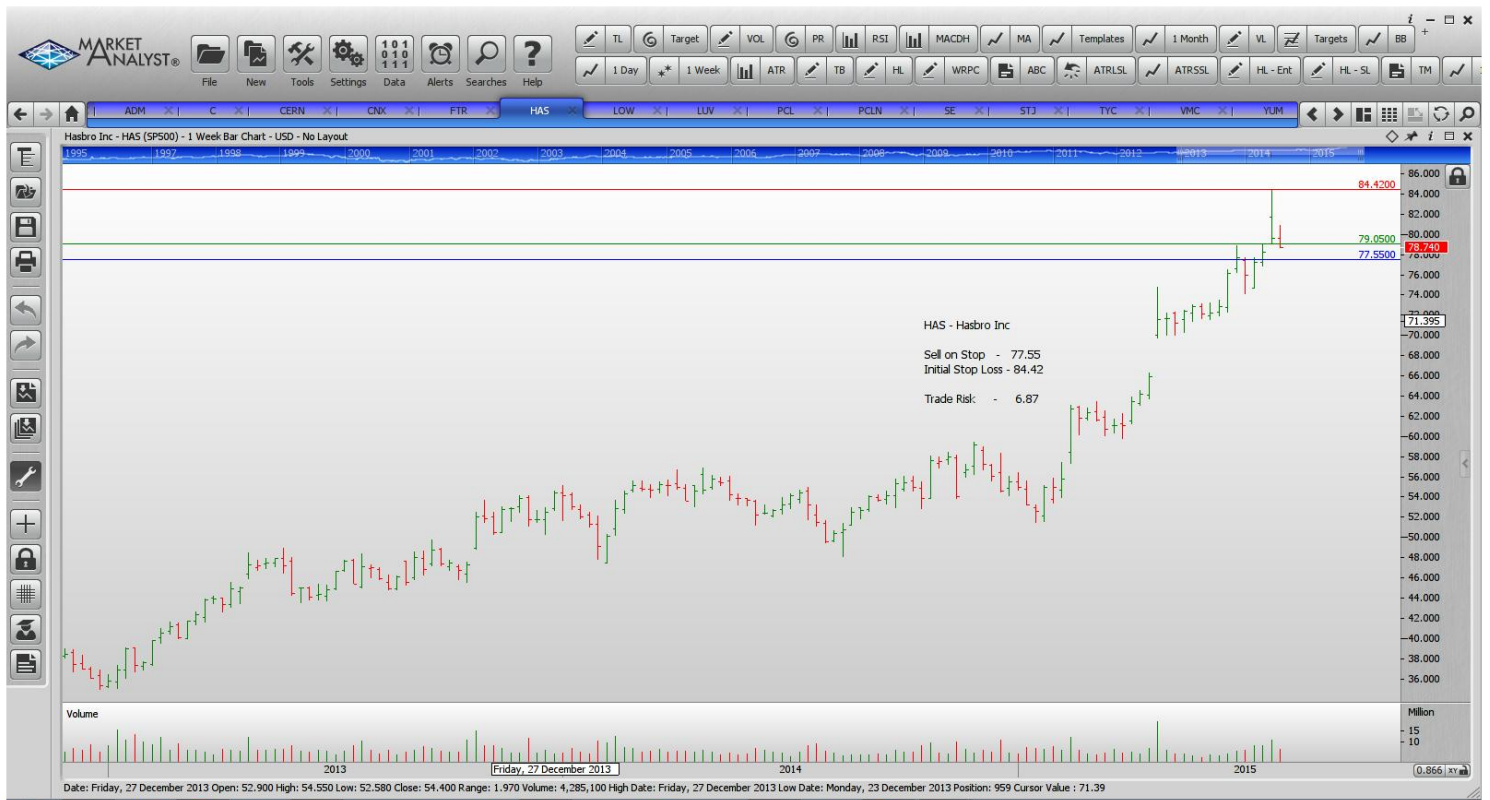 MARKET
ANALYST®
File New Tools Settings Data Alerts Searches Help
101
010
111
TL Target VOL PR RSI MACDH MA Templates 1 Month VL Targets BB
1 Day 1 Week ATR TB HL WRPC ABC ATRLSL ATRSSL HL - Ent HL - SL TM
ADM C CERN CNX FTR HAS LOW LUV PCL PCLN SE STJ TYC VMC YUM
Hasbro Inc - HAS (SP500) - 1 Week Bar Chart - USD - No Layout
1995 1997 1998 1999 2000 2001 2002 2003 2004 2005 2006 2007 2008 2009 2010 2011 2012 2013 2014 2015
86.000
84.4200
84.000
82.000
80.000
79.0500
78.740
78.000
77.5500
76.000
74.000
72.000
71.395
70.000
68.000
66.000
64.000
62.000
60.000
58.000
56.000
54.000
52.000
50.000
48.000
46.000
44.000
42.000
40.000
38.000
36.000
HAS - Hasbro Inc
Sell on Stop - 77.55
Initial Stop Loss - 84.42
Trade Risk - 6.87
Volume
Million
15
10
2013 Friday, 27 December 2013 2014 2015
0.866 XY
Date: Friday, 27 December 2013 Open: 52.900 High: 54.550 Low: 52.580 Close: 54.400 Range: 1.970 Volume: 4,285,100 High Date: Friday, 27 December 2013 Low Date: Monday, 23 December 2013 Position: 959 Cursor Value : 71.39